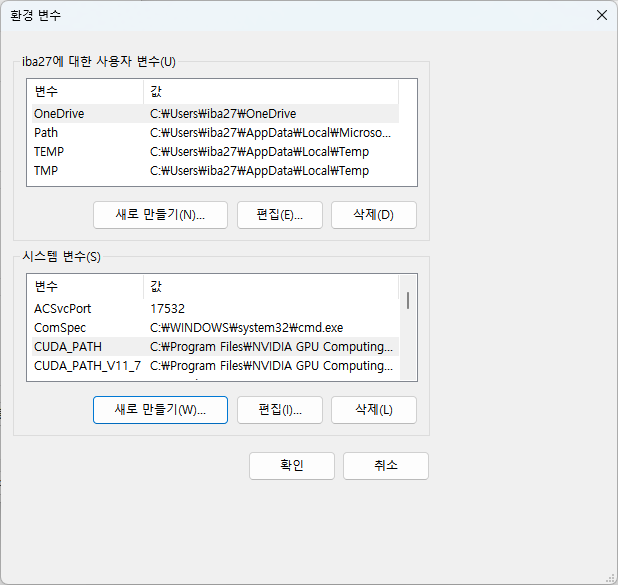 환경 변수
iba27에 대한 사용자 변수(U)
변수 값
OneDrive C:\Users\iba27\OneDrive
Path C:\Users\iba27\AppData\Local\Microso...
TEMP C:\Users\iba27\AppData\Local\Temp
TMP C:\Users\iba27\AppData\Local\Temp
새로 만들기(N)... 편집(E)... 삭제(D)
시스템 변수(S)
변수 값
ACSvcPort 17532
ComSpec C:\WINDOWS\system32\cmd.exe
CUDA_PATH C:\Program Files\NVIDIA GPU Computing...
CUDA_PATH_V11_7 C:\Program Files\NVIDIA GPU Computing...
새로 만들기(W)... 편집(I)... 삭제(L)
확인 취소